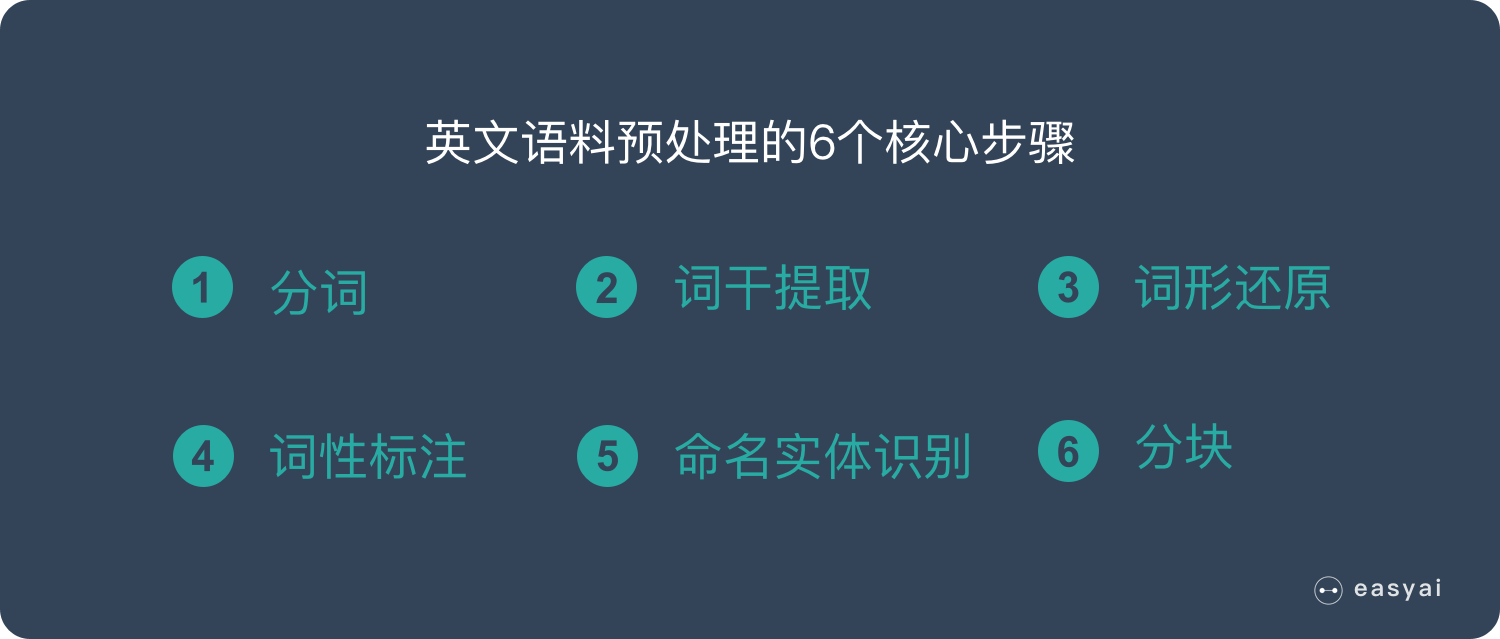 英文语料预处理的6个核心步骤
1 分词
2 词干提取
3 词形还原
4 词性标注
5 命名实体识别
6 分块
easyai